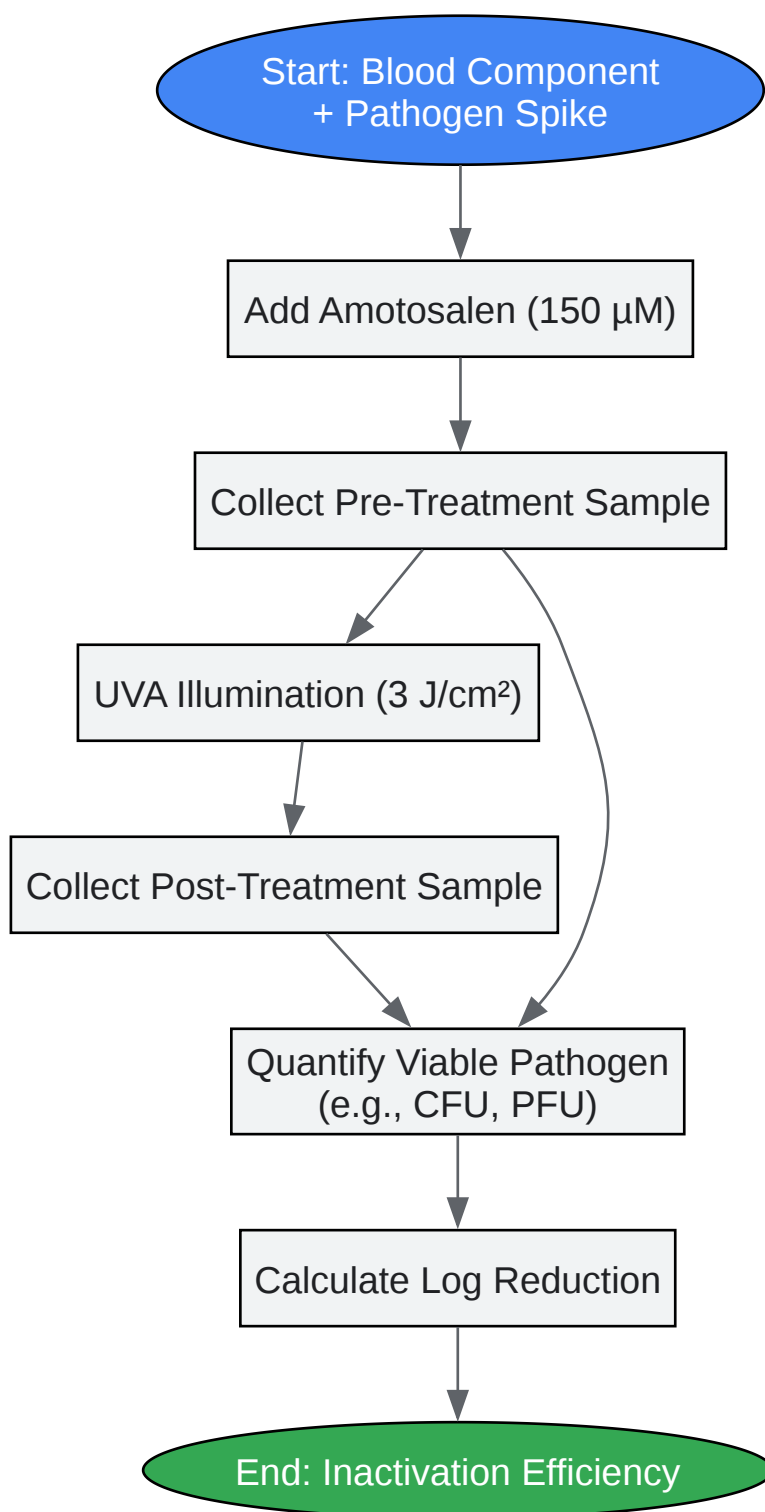 Start: Blood Component
+ Pathogen Spike
Add Amotosalen (150 µM)
Collect Pre-Treatment Sample
UVA Illumination (3 J/cm²)
Collect Post-Treatment Sample
Quantify Viable Pathogen
(e.g., CFU, PFU)
Calculate Log Reduction
End: Inactivation Efficiency